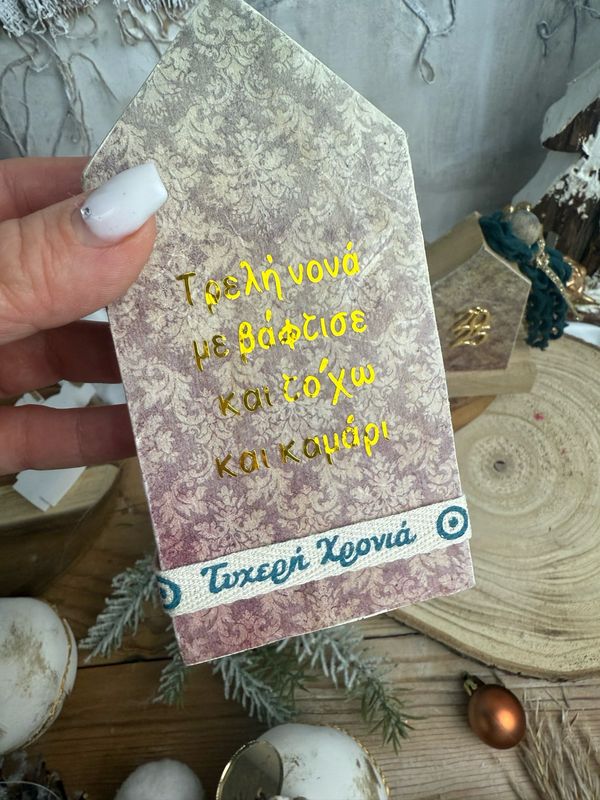 Τρελή νονά
με βάφτισε
και το'χω
και καμάρι
Τυχερή Χρονιά